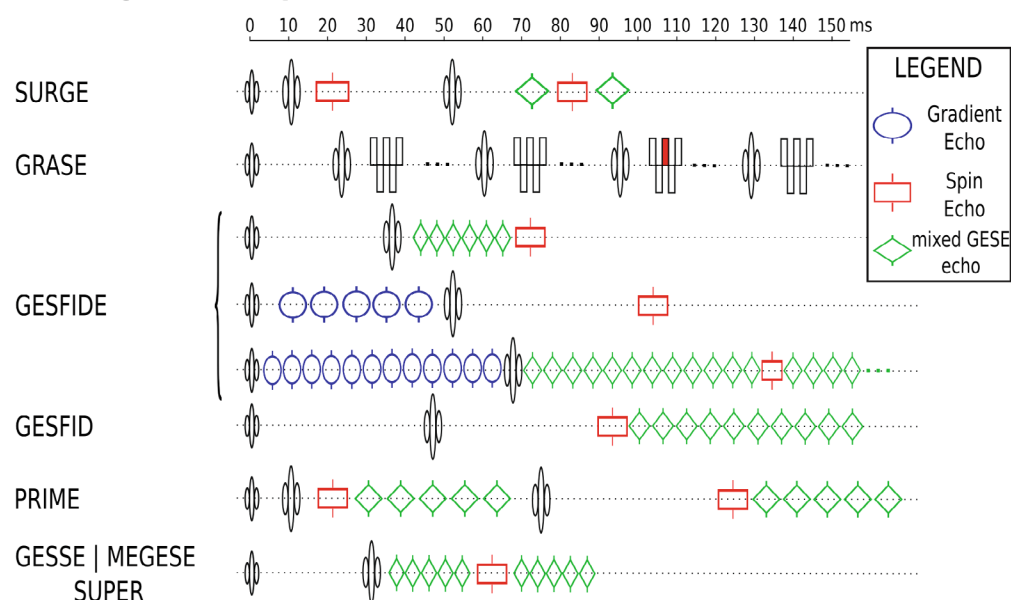 0 10 20 30 40 50 60 70 80 90 100 110 120 130 140 150 ms
LEGEND
Gradient
Echo
Spin
Echo
mixed GESE
echo
SURGE
GRASE
GESFIDE
GESFID
PRIME
GESSE | MEGESE
SUPER